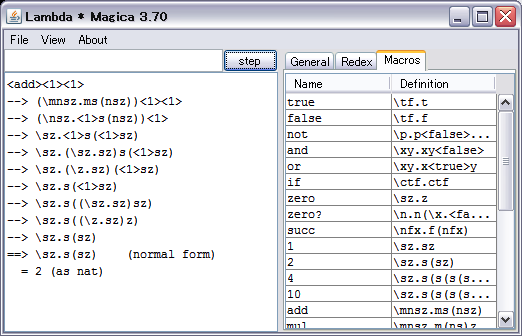 Lambda * Magica 3.70
File View About
step
<add><1><1>
--> (\mnsz.ms(nsz))<1><1>
--> (\nsz.<1>s(nsz))<1>
--> \sz.<1>s(<1>sz)
--> \sz.(\sz.sz)s(<1>sz)
--> \sz.(\z.sz)(<1>sz)
--> \sz.s(<1>sz)
--> \sz.s((\sz.sz)sz)
--> \sz.s((\z.sz)z)
--> \sz.s(sz)
==> \sz.s(sz) (normal form)
= 2 (as nat)
General Redex Macros
Name Definition
true \tf.t
false \tf.f
not \p.p<false>...
and \xy.xy<false>
or \xy.x<true>y
if \ctf.ctf
zero \sz.z
zero? \n.n(\x.<fa...
succ \nfx.f(nfx)
1 \sz.sz
2 \sz.s(sz)
4 \sz.s(s(s(s...
10 \sz.s(s(s(s...
add \mnsz.ms(nsz)